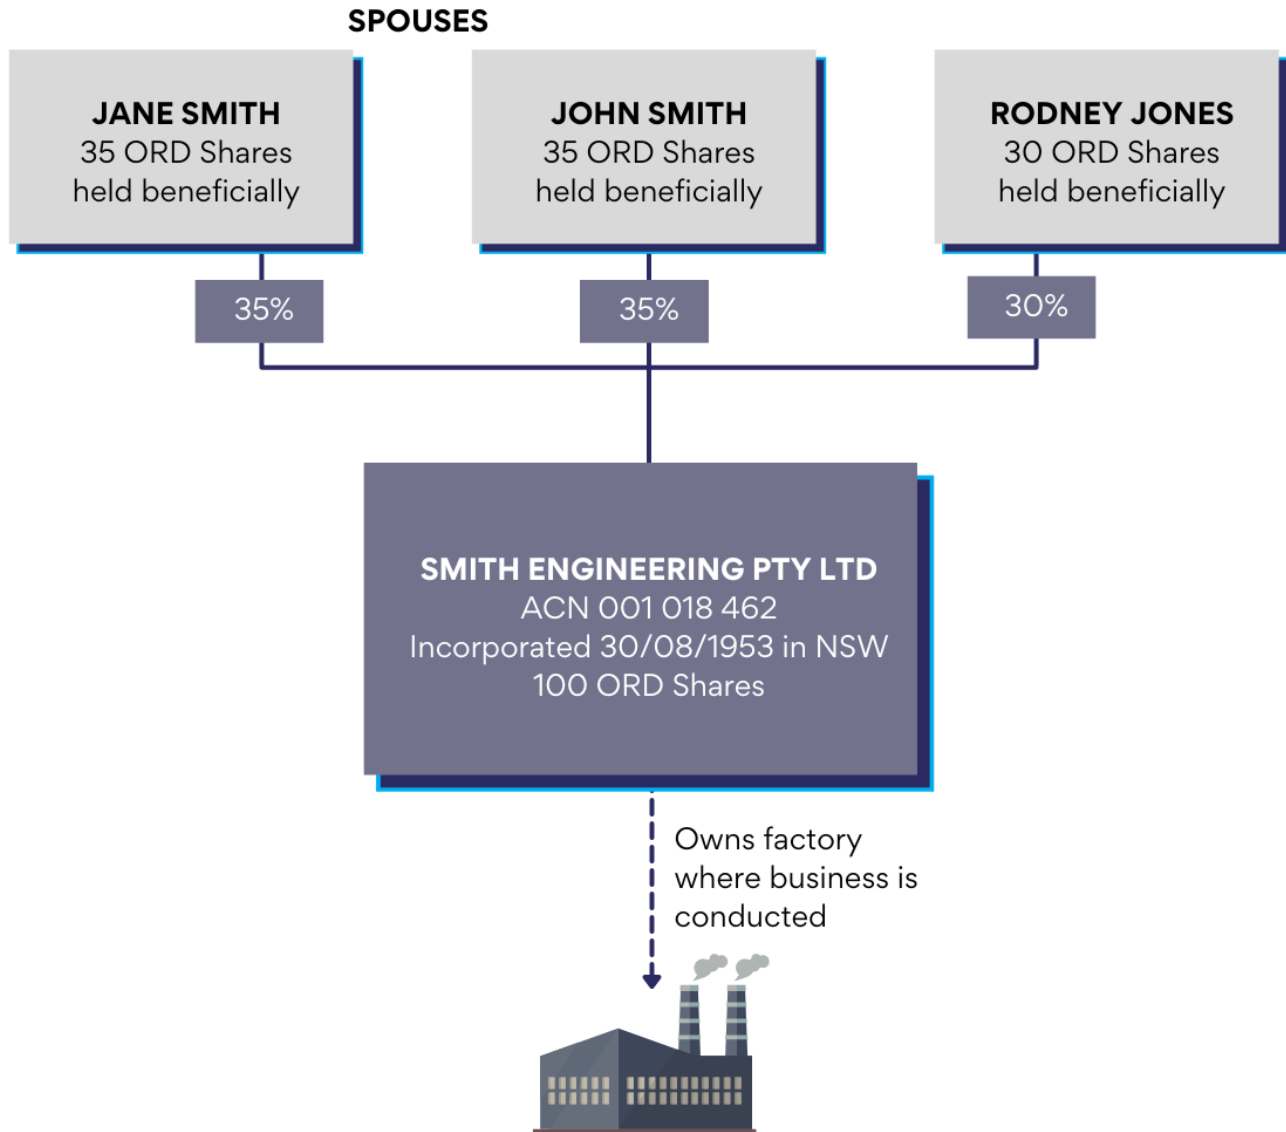 SPOUSES
JANE SMITH
35 ORD Shares
held beneficially
JOHN SMITH
35 ORD Shares
held beneficially
RODNEY JONES
30 ORD Shares
held beneficially
35%
35%
30%
SMITH ENGINEERING PTY LTD
ACN 001 018 462
Incorporated 30/08/1953 in NSW
100 ORD Shares
Owns factory
where business is
conducted